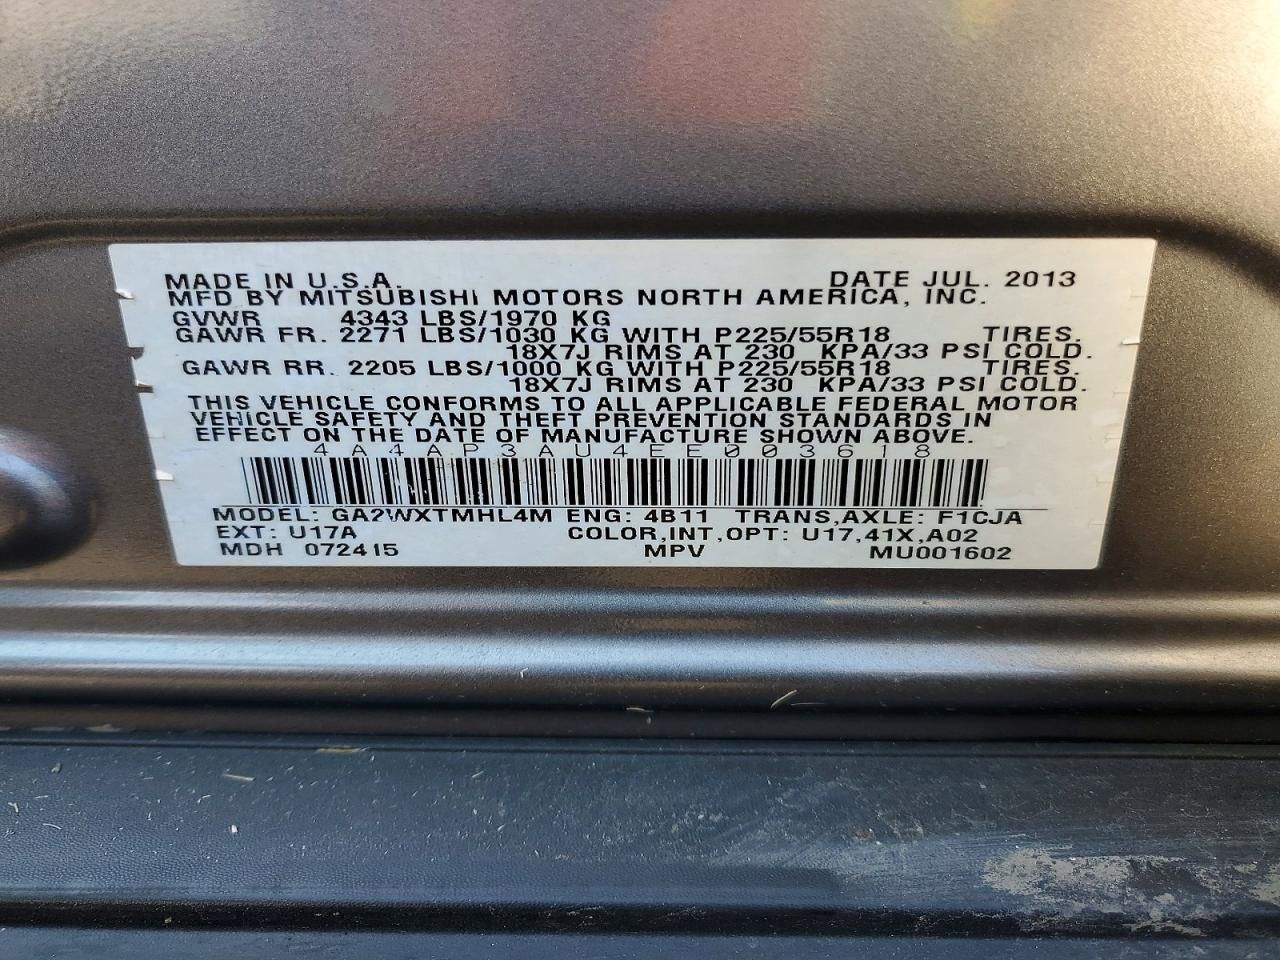 MADE IN U.S.A. DATE JUL. 2013
MFD BY MITSUBISHI MOTORS NORTH AMERICA, INC.
GVWR 4343 LBS/1970 KG
GAWR FR. 2271 LBS/1030 KG WITH P225/55R18 TIRES.
18X7J RIMS AT 230 KPA/33 PSI COLD.
GAWR RR. 2205 LBS/1000 KG WITH P225/55R18 TIRES.
18X7J RIMS AT 230 KPA/33 PSI COLD.
THIS VEHICLE CONFORMS TO ALL APPLICABLE FEDERAL MOTOR
VEHICLE SAFETY AND THEFT PREVENTION STANDARDS IN
EFFECT ON THE DATE OF MANUFACTURE SHOWN ABOVE.
4A4AP3AU4EE003618
MODEL: GA2WXTMHL4M ENG: 4B11 TRANS,AXLE: F1CJA
EXT: U17A COLOR,INT,OPT: U17,41X,A02
MDH 072415 MPV MU001602